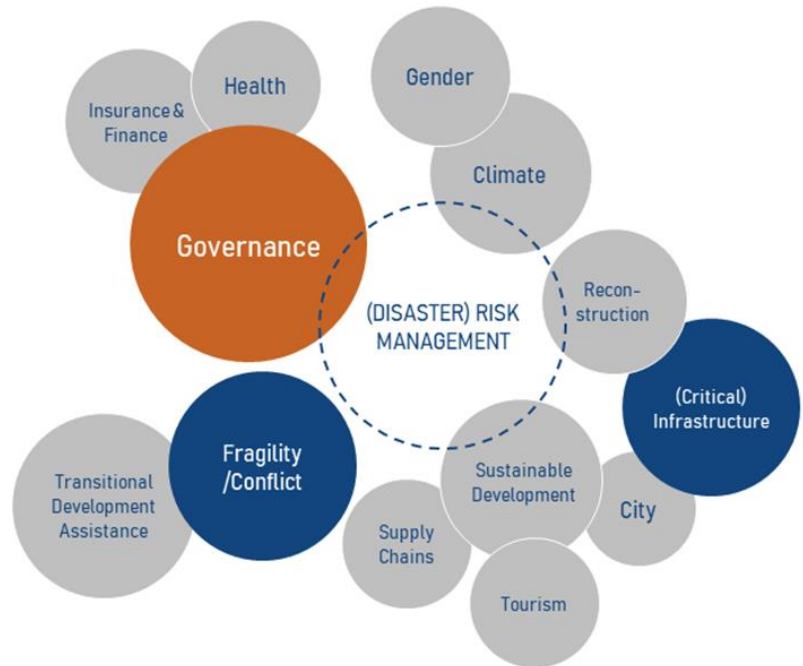 Health
Insurance &
Finance
Gender
Climate
Governance
(DISASTER) RISK
MANAGEMENT
Recon-
struction
(Critical)
Infrastructure
Fragility
/Conflict
Transitional
Development
Assistance
Sustainable
Development
City
Supply
Chains
Tourism